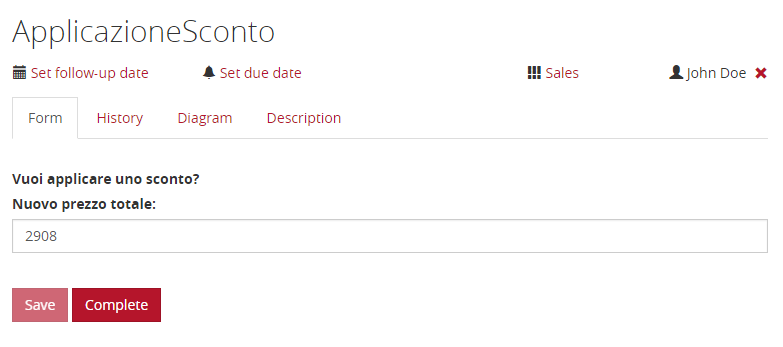 ApplicazioneSconto
Set follow-up date Set due date Sales John Doe
Form History Diagram Description
Vuoi applicare uno sconto?
Nuovo prezzo totale:
2908
Save Complete